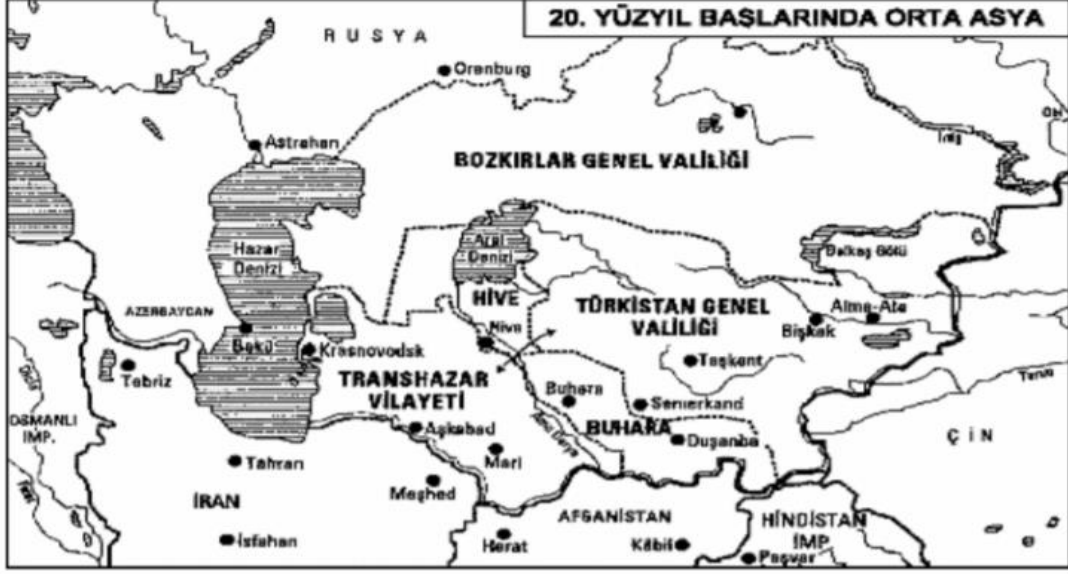 20. YÜZYIL BAŞLARINDA ORTA ASYA
RUSYA
Orenburg
Astrahan
BOZKIRLAR GENEL VALİLİĞİ
İrtiş
Aral
Denizi
Hazar
Denizi
Balkaş Gölü
HİVE
TÜRKİSTAN GENEL
VALİLİĞİ
Alma-Ata
Bişkek
AZERBAYCAN
Hiva
Bakü
Krasnovodsk
Taşkent
Tebriz
TRANSHAZAR
VİLAYETİ
Buhara
Semerkand
OSMANLI
İMP.
Aşkabad
BUHARA
Duşanba
ÇİN
Tahran
Mari
Meşhed
İRAN
AFGANİSTAN
HİNDİSTAN
İMP
İsfahan
Herat
Kâbil
Peşvar